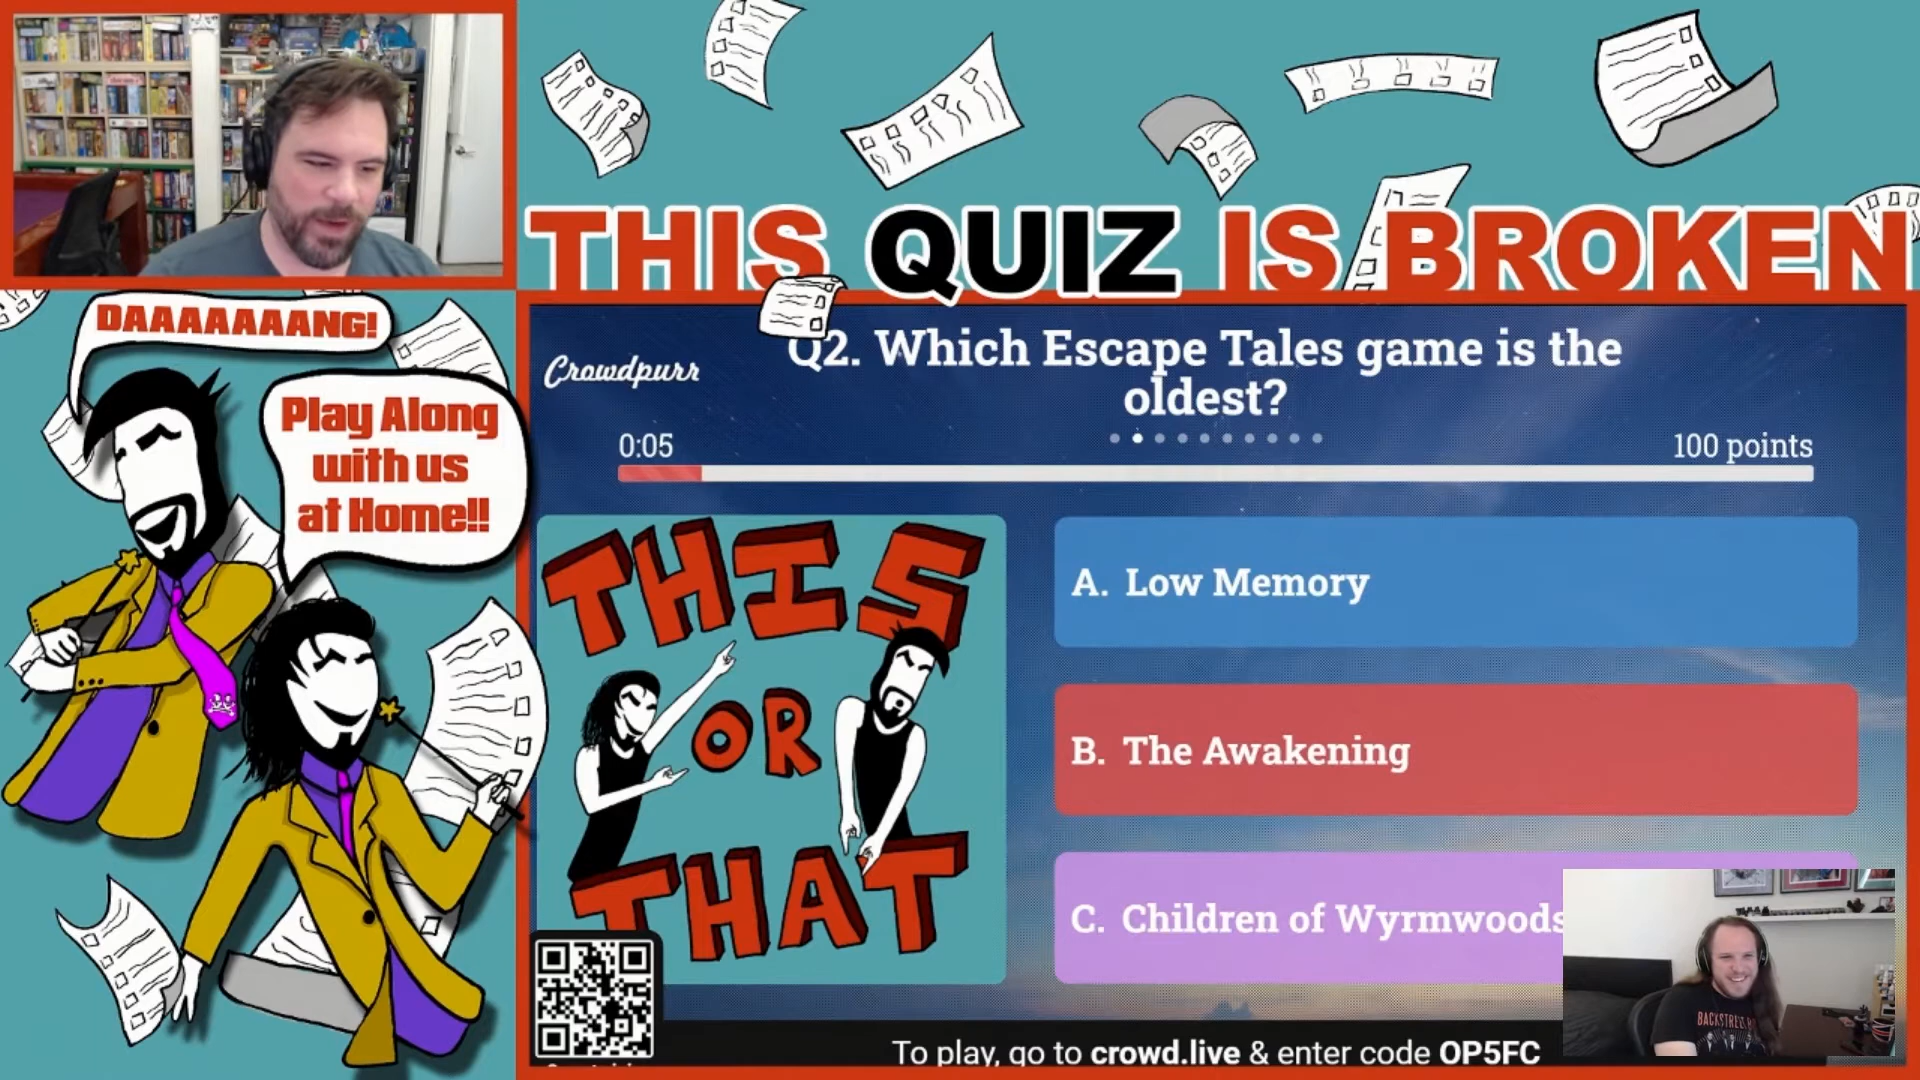 THIS QUIZ IS BROKEN
DAAAAAAAANG!
Play Along
with us
at Home!!
Crowdpurr
Q2. Which Escape Tales game is the
oldest?
0:05
100 points
THIS
OR
THAT
A. Low Memory
B. The Awakening
C. Children of Wyrmwoods
BACKSTREET
To play, go to crowd.live & enter code OP5FC